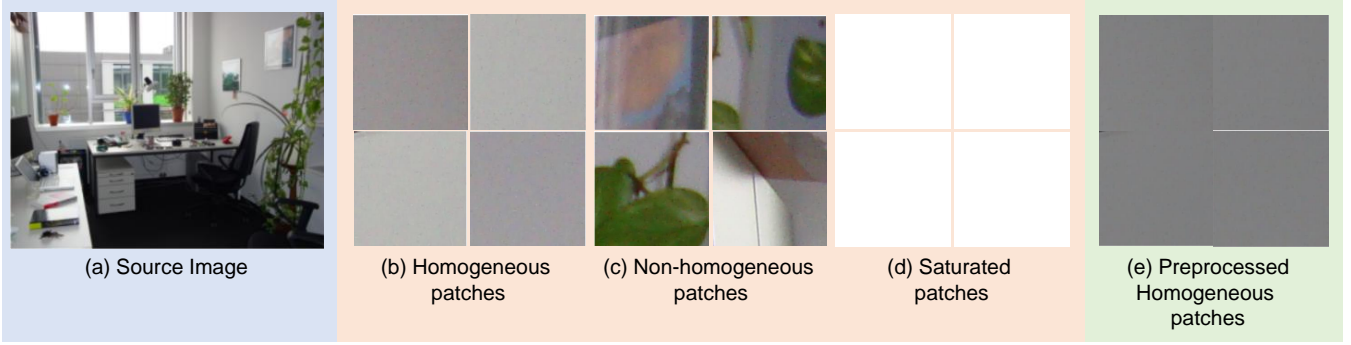 (a) Source Image
(b) Homogeneous
patches
(c) Non-homogeneous
patches
(d) Saturated
patches
(e) Preprocessed
Homogeneous
patches